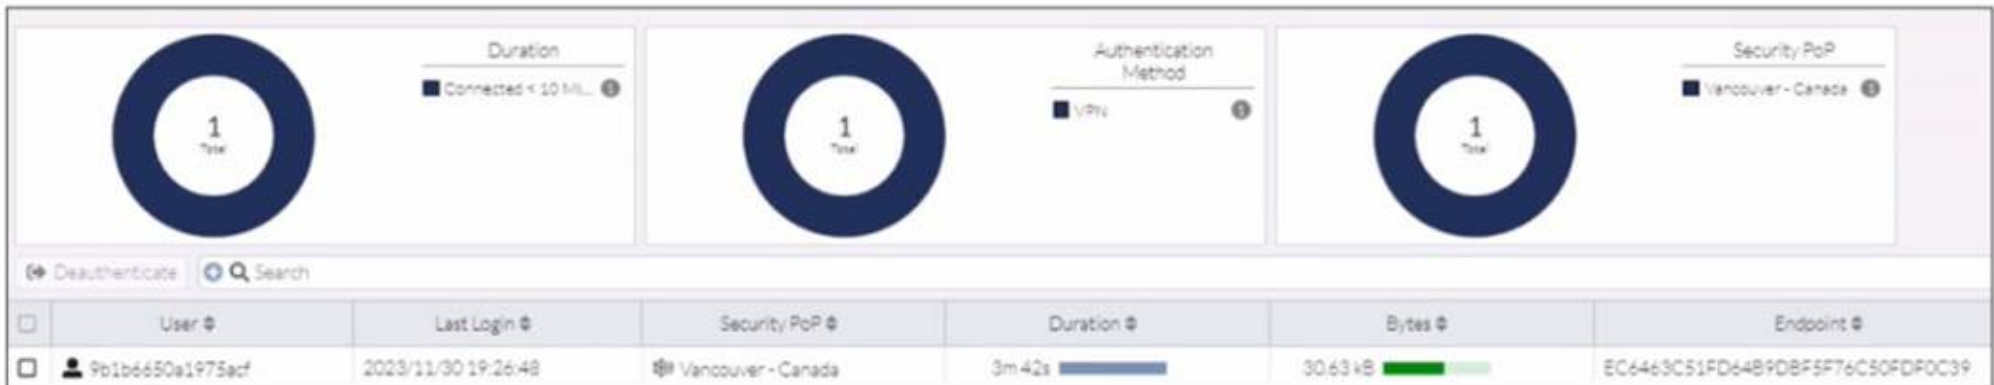 Duration
Connected < 10 Mi...
1
Total
Authentication
Method
VPN
1
Total
Security PoP
Vancouver - Canada
1
Total
Deauthenticate Search
User Last Login Security PoP Duration Bytes Endpoint
9b1b6650a1975acf 2023/11/30 19:26:48 Vancouver - Canada 3m 42s 30.63 kB EC6463C51FD64B9DBF5F76C50FDF0C39